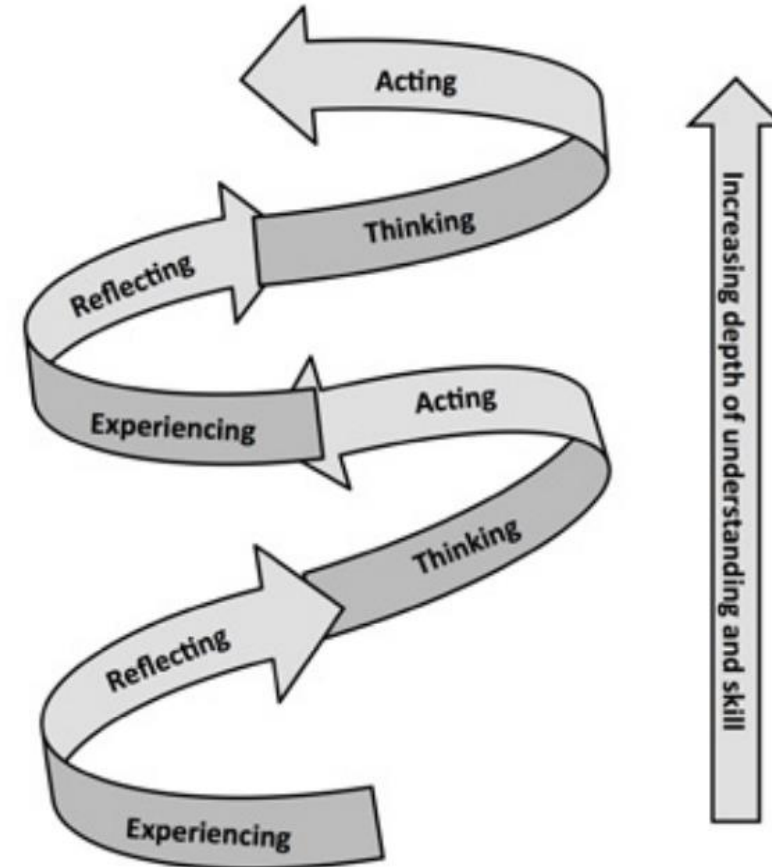 Acting
Thinking
Reflecting
Acting
Experiencing
Thinking
Reflecting
Experiencing
Increasing depth of understanding and skill